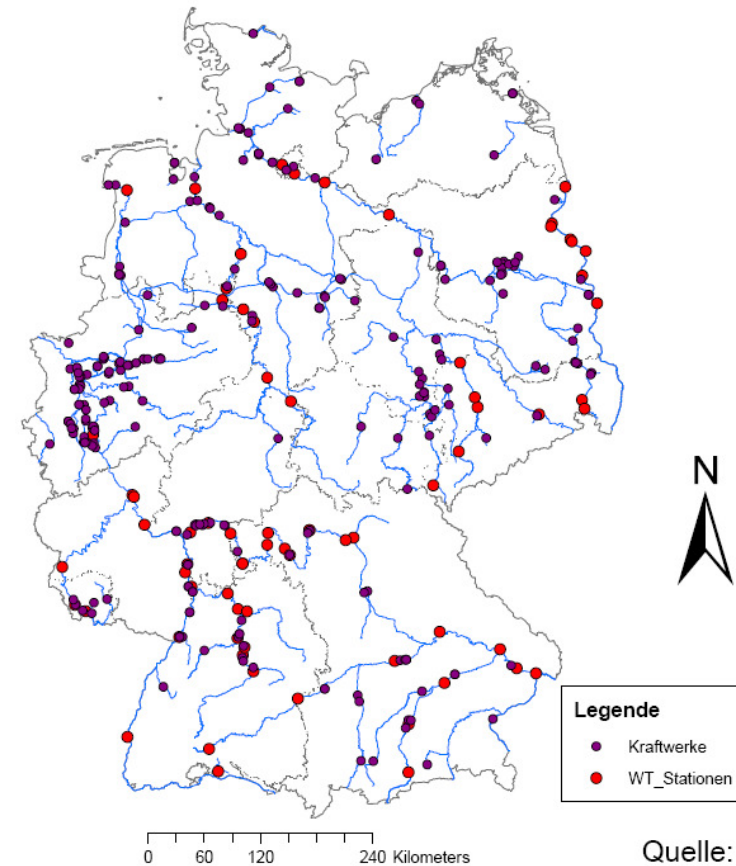 N
Legende
Kraftwerke
WT_Stationen
0 60 120 240 Kilometers
Quelle: